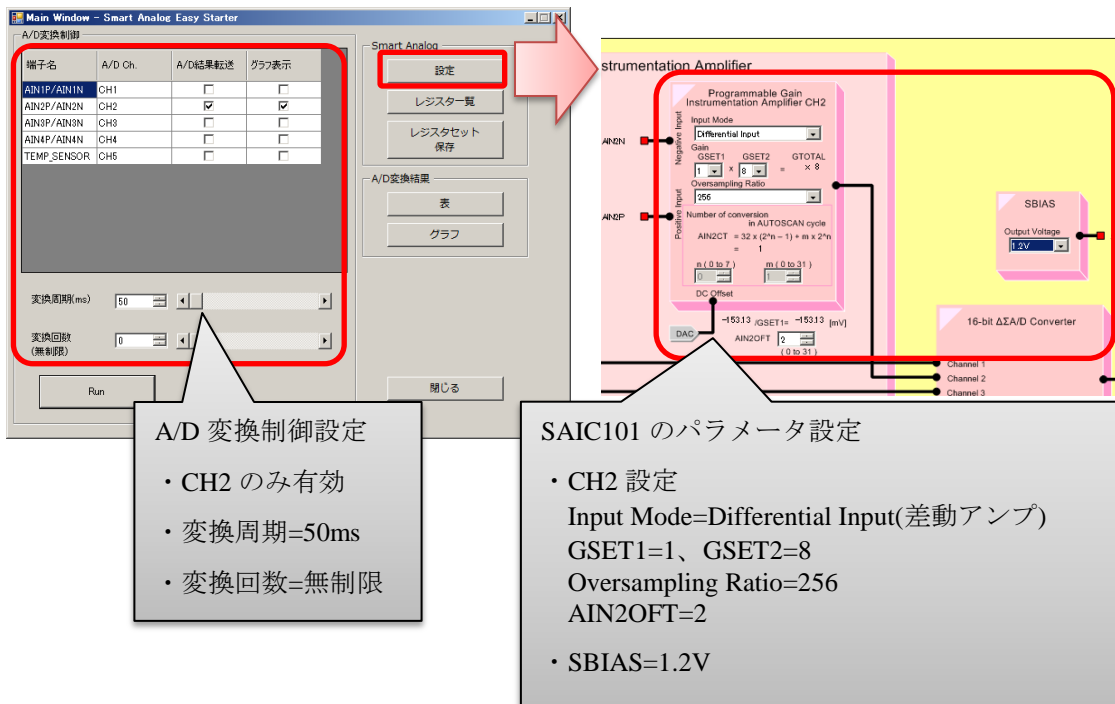 Main Window - Smart Analog Easy Starter
A/D変換制御
端子名 A/D Ch. A/D結果転送 グラフ表示
AIN1P/AIN1N CH1
AIN2P/AIN2N CH2
AIN3P/AIN3N CH3
AIN4P/AIN4N CH4
TEMP_SENSOR CH5
変換周期(ms) 50
変換回数 0
(無制限)
Run
Smart Analog
設定
レジスタ一覧
レジスタセット
保存
A/D変換結果
表
グラフ
閉じる
strumentation Amplifier
Programmable Gain
Instrumentation Amplifier CH2
Input Mode
Differential Input
Gain
GSET1 GSET2 GTOTAL
1 x 8 = × 8
Oversampling Ratio
256
Number of conversion
in AUTOSCAN cycle
AIN2CT = 32 x (2^n – 1) + m x 2^n
= 1
n ( 0 to 7 ) m ( 0 to 31 )
0 1
DC Offset
Negative Input
Positive Input
AIN2N
AIN2P
DAC
-153.13 /GSET1= -153.13 [mV]
AIN2OFT 2
( 0 to 31 )
SBIAS
Output Voltage
1.2V
16-bit ΔΣA/D Converter
Channel 1
Channel 2
Channel 3
A/D 変換制御設定
・CH2 のみ有効
・変換周期=50ms
・変換回数=無制限
SAIC101 のパラメータ設定
・CH2 設定
Input Mode=Differential Input(差動アンプ)
GSET1=1、GSET2=8
Oversampling Ratio=256
AIN2OFT=2
・SBIAS=1.2V